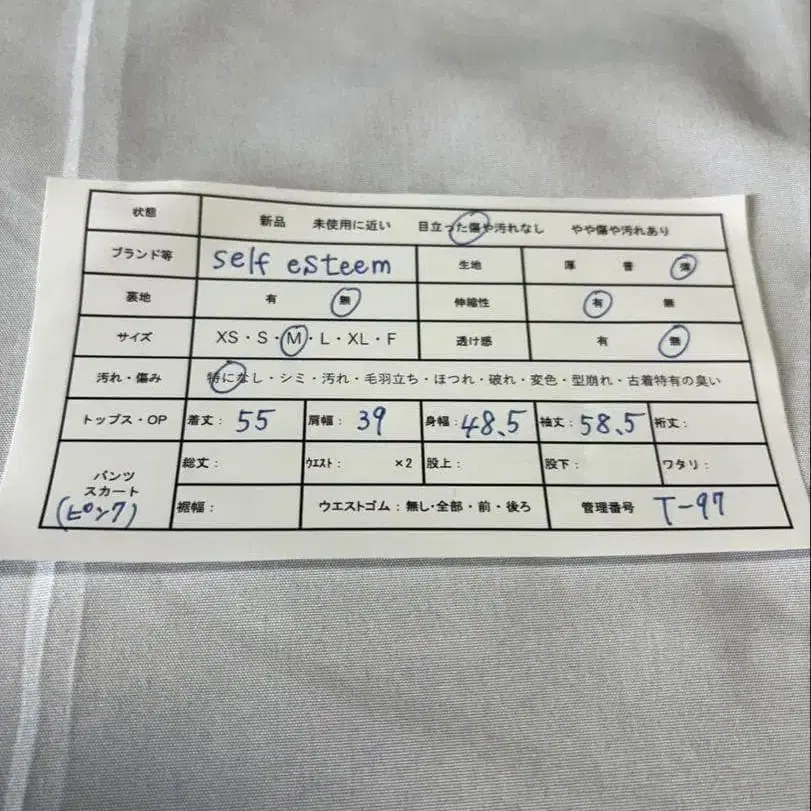 状態 新品 未使用に近い 目立った傷や汚れなし やや傷や汚れあり
ブランド等 self esteem 生地 厚 普 薄
裏地 有 無 伸縮性 有 無
サイズ XS・S・M・L・XL・F 透け感 有 無
汚れ・傷み 特になし・シミ・汚れ・毛羽立ち・ほつれ・破れ・変色・型崩れ・古着特有の臭い
トップス・OP 着丈: 55 肩幅: 39 身幅: 48.5 袖丈: 58.5 裄丈:
パンツ
スカート
(ピンク)
総丈: ウエスト: ×2 股上: 股下: ワタリ:
裾幅: ウエストゴム:無し・全部・前・後ろ 管理番号 T-97